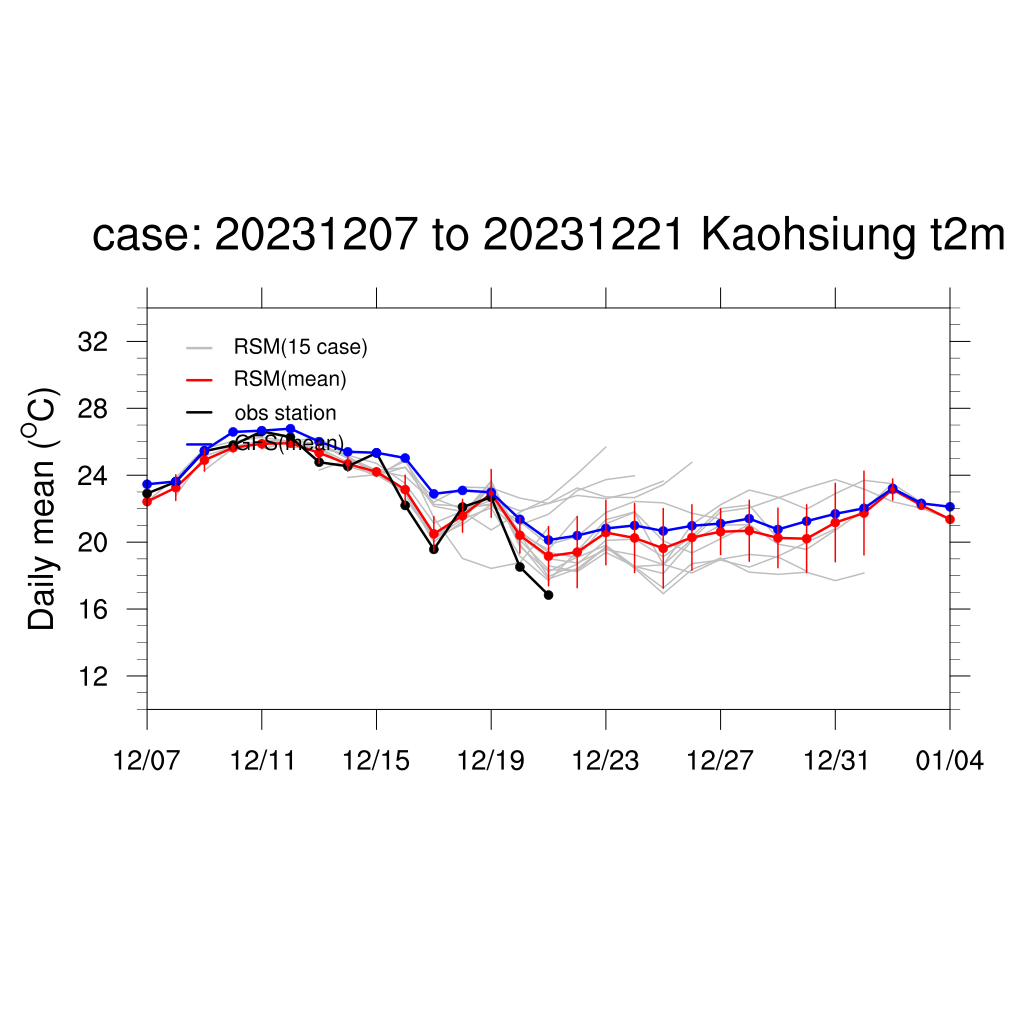 case: 20231207 to 20231221 Kaohsiung t2m
Daily mean (°C)
32
28
24
20
16
12
RSM(15 case)
RSM(mean)
obs station
GFS(mean)
12/07 12/11 12/15 12/19 12/23 12/27 12/31 01/04